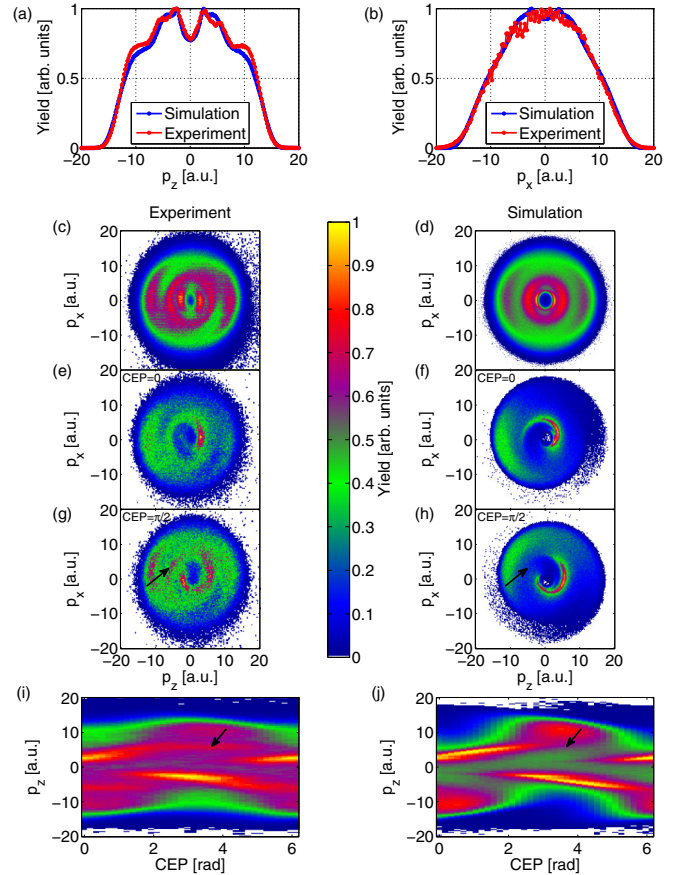 (a)
Yield [arb. units]
1
0.5
0
Simulation
Experiment
−20 −10 0 10 20
p_z [a.u.]
(b)
Yield [arb. units]
1
0.5
0
Simulation
Experiment
−20 −10 0 10 20
p_x [a.u.]
Experiment
(c)
p_x [a.u.]
20
10
0
−10
(e)
CEP=0
p_x [a.u.]
20
10
0
−10
(g)
CEP=π/2
p_x [a.u.]
20
10
0
−10
20
−10 0 10 20
p_z [a.u.]
1
0.9
0.8
0.7
0.6
0.5
0.4
0.3
0.2
0.1
0
Yield [arb. units]
Simulation
(d)
p_x [a.u.]
20
10
0
−10
(f)
CEP=0
p_x [a.u.]
20
10
0
−10
(h)
CEP=π/2
p_x [a.u.]
20
10
0
−10
20
−10 0 10 20
p_z [a.u.]
(i)
p_z [a.u.]
20
10
0
−10
−20
0 2 4 6
CEP [rad]
(j)
p_z [a.u.]
20
10
0
−10
−20
0 2 4 6
CEP [rad]